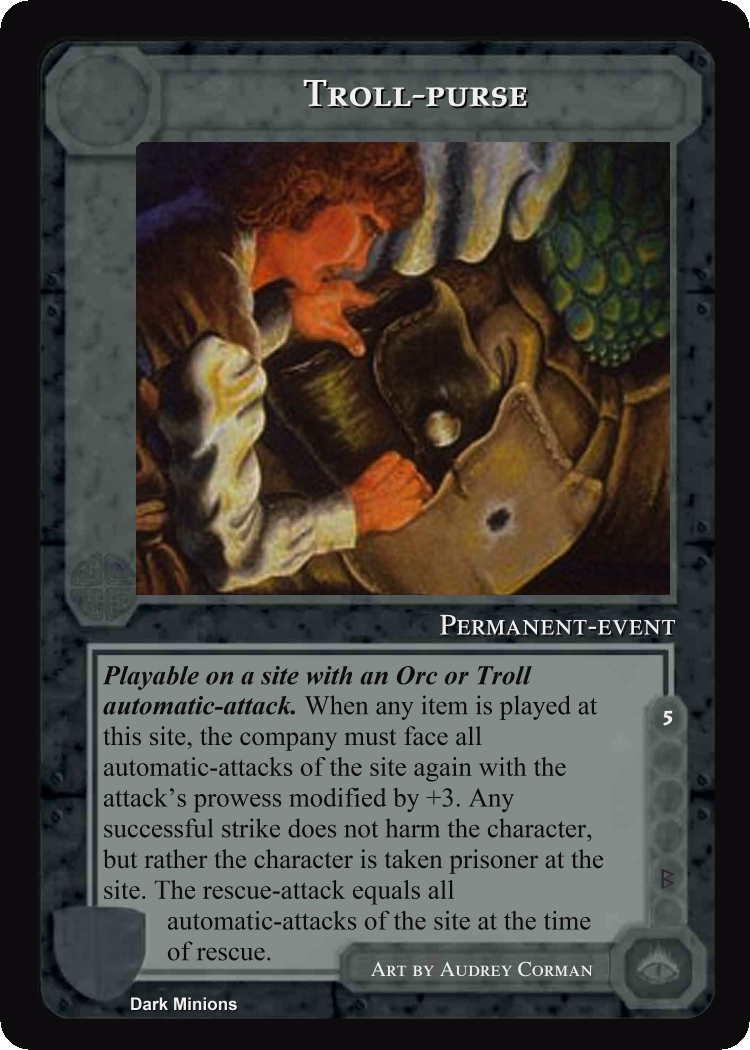 Troll-purse
Permanent-event
Playable on a site with an Orc or Troll
automatic-attack. When any item is played at
this site, the company must face all
automatic-attacks of the site again with the
attack's prowess modified by +3. Any
successful strike does not harm the character,
but rather the character is taken prisoner at the
site. The rescue-attack equals all
automatic-attacks of the site at the time
of rescue.
5
ᛒ
Art by Audrey Corman
Dark Minions